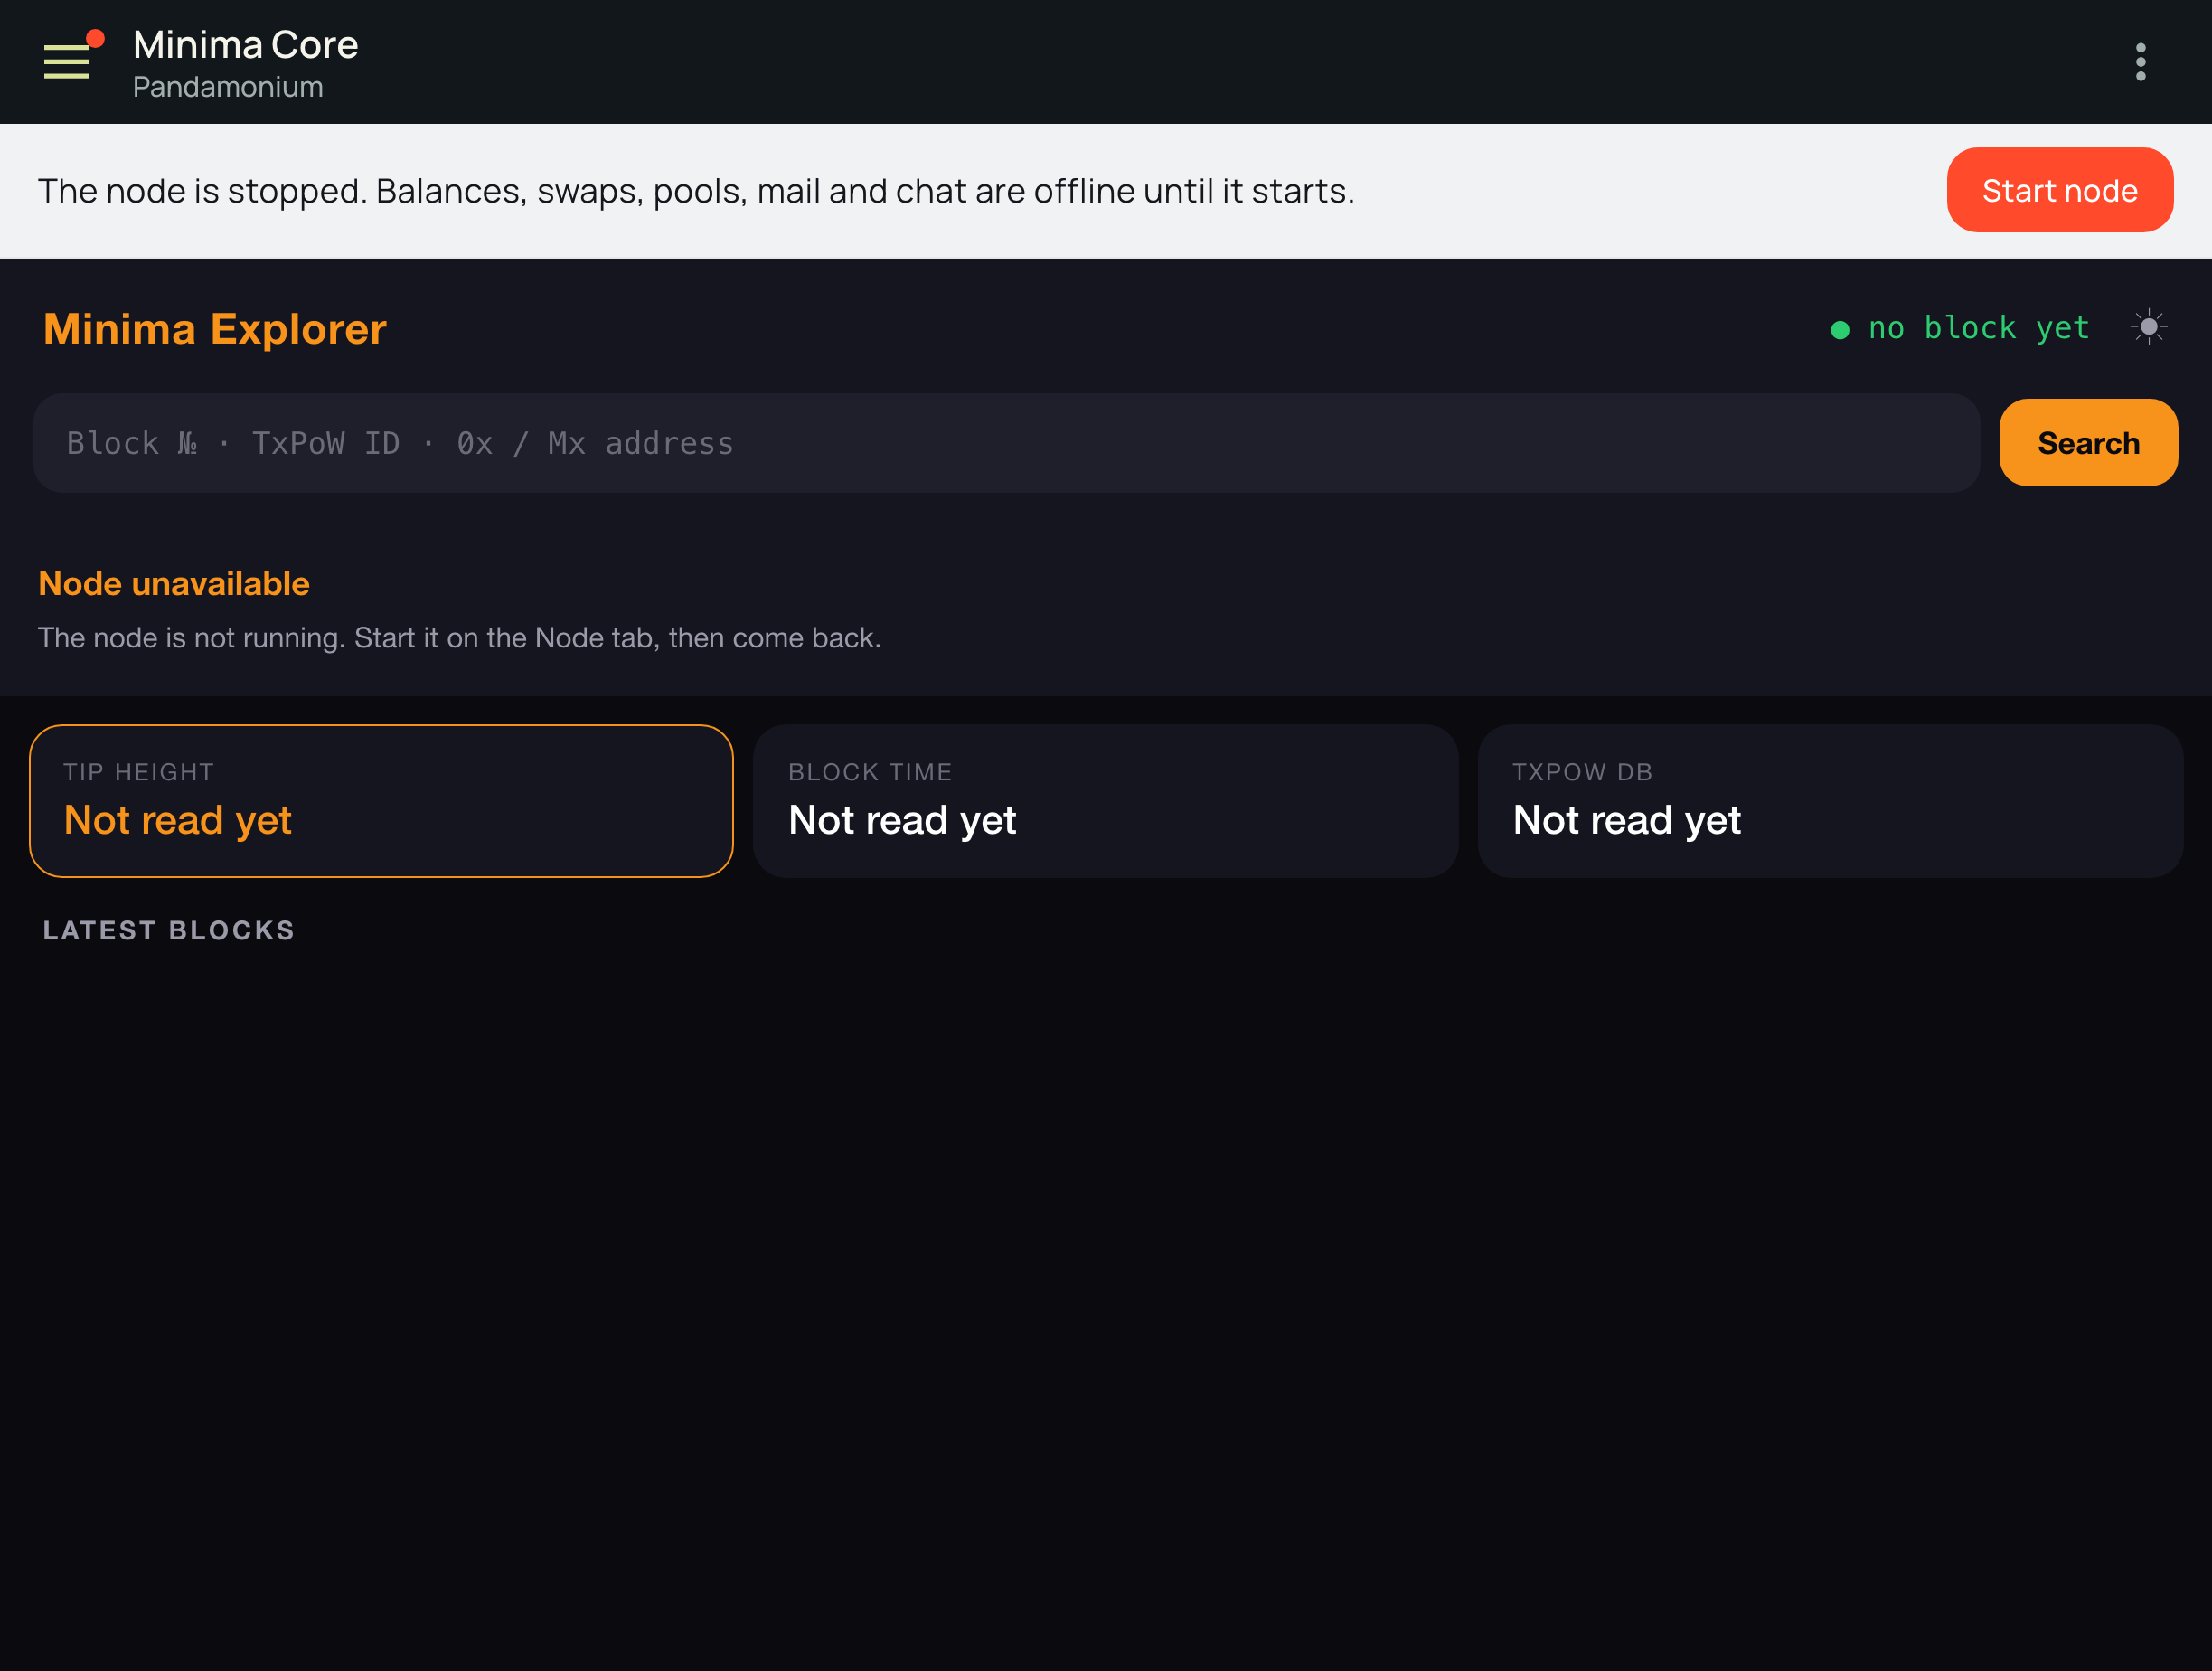 Minima Core
Pandamonium
The node is stopped. Balances, swaps, pools, mail and chat are offline until it starts.
Start node
Minima Explorer
no block yet
Block № · TxPoW ID · 0x / Mx address
Search
Node unavailable
The node is not running. Start it on the Node tab, then come back.
TIP HEIGHT
Not read yet
BLOCK TIME
Not read yet
TXPOW DB
Not read yet
LATEST BLOCKS